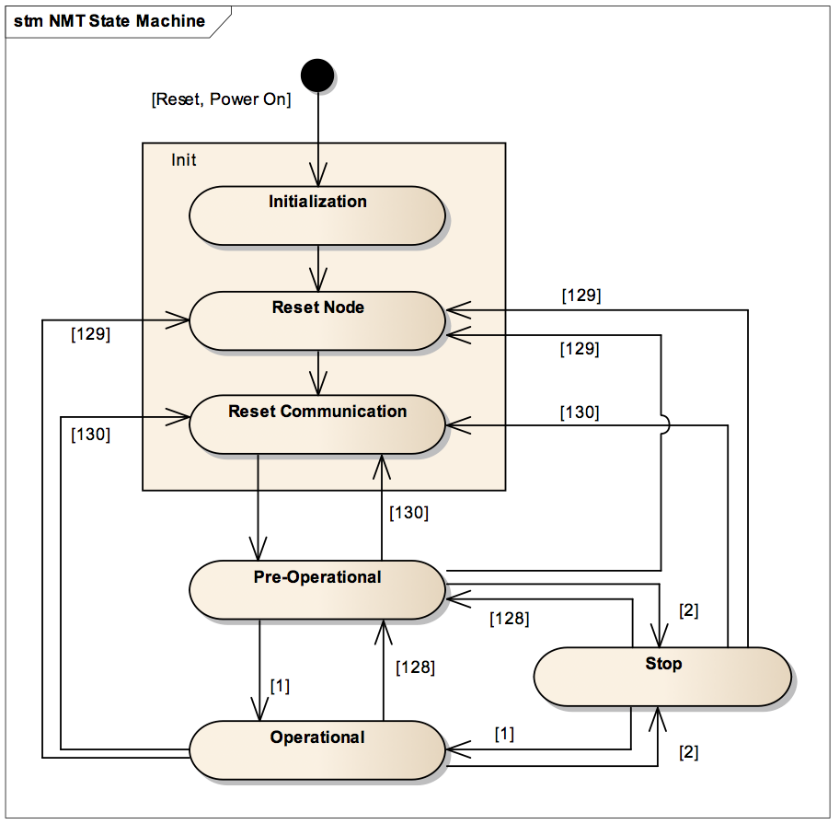 stm NMT State Machine
[Reset, Power On]
Init
Initialization
[129]
Reset Node
[129]
[129]
Reset Communication
[130]
[130]
[130]
Pre-Operational
[2]
[128]
[128]
Stop
[1]
Operational
[1]
[2]